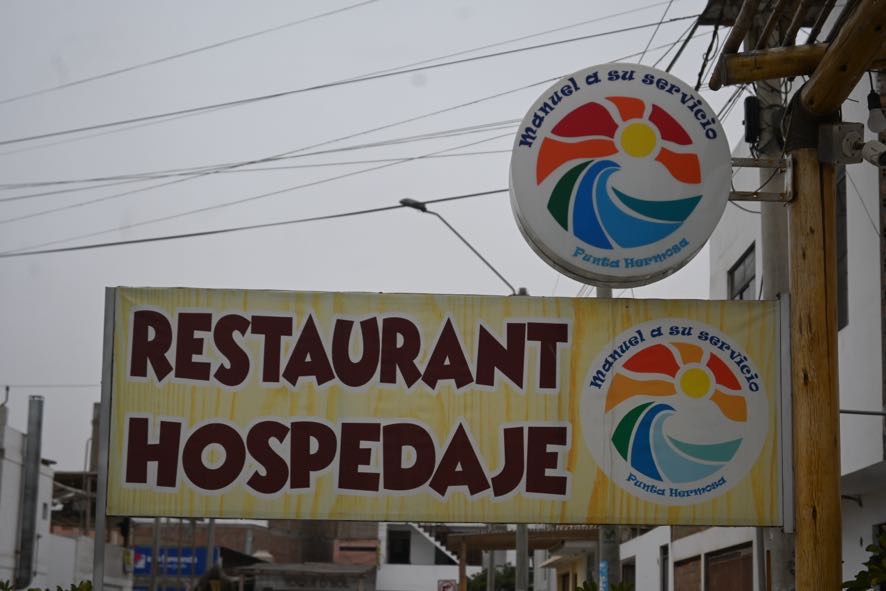 Manuel a su servicio
Punta Hermosa
RESTAURANT
HOSPEDAJE
Manuel a su servicio
Punta Hermosa